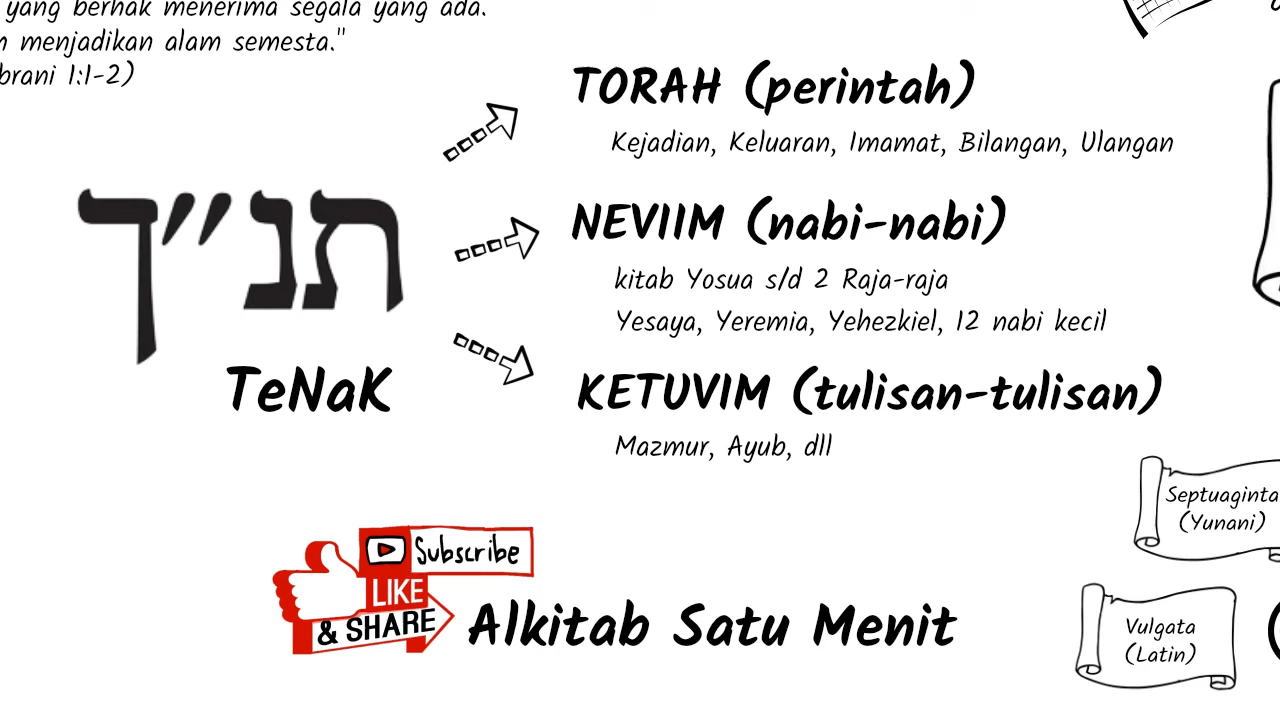 yang berhak menerima segala yang ada.
menjadikan alam semesta."
1:1-2)
TORAH (perintah)
Kejadian, Keluaran, Imamat, Bilangan, Ulangan
תנ״ך
NEVIIM (nabi-nabi)
kitab Yosua s/d 2 Raja-raja
Yesaya, Yeremia, Yehezkiel, 12 nabi kecil
TeNaK
KETUVIM (tulisan-tulisan)
Mazmur, Ayub, dll
Septuaginta
(Yunani)
Subscribe
LIKE
& SHARE
Alkitab Satu Menit
Vulgata
(Latin)